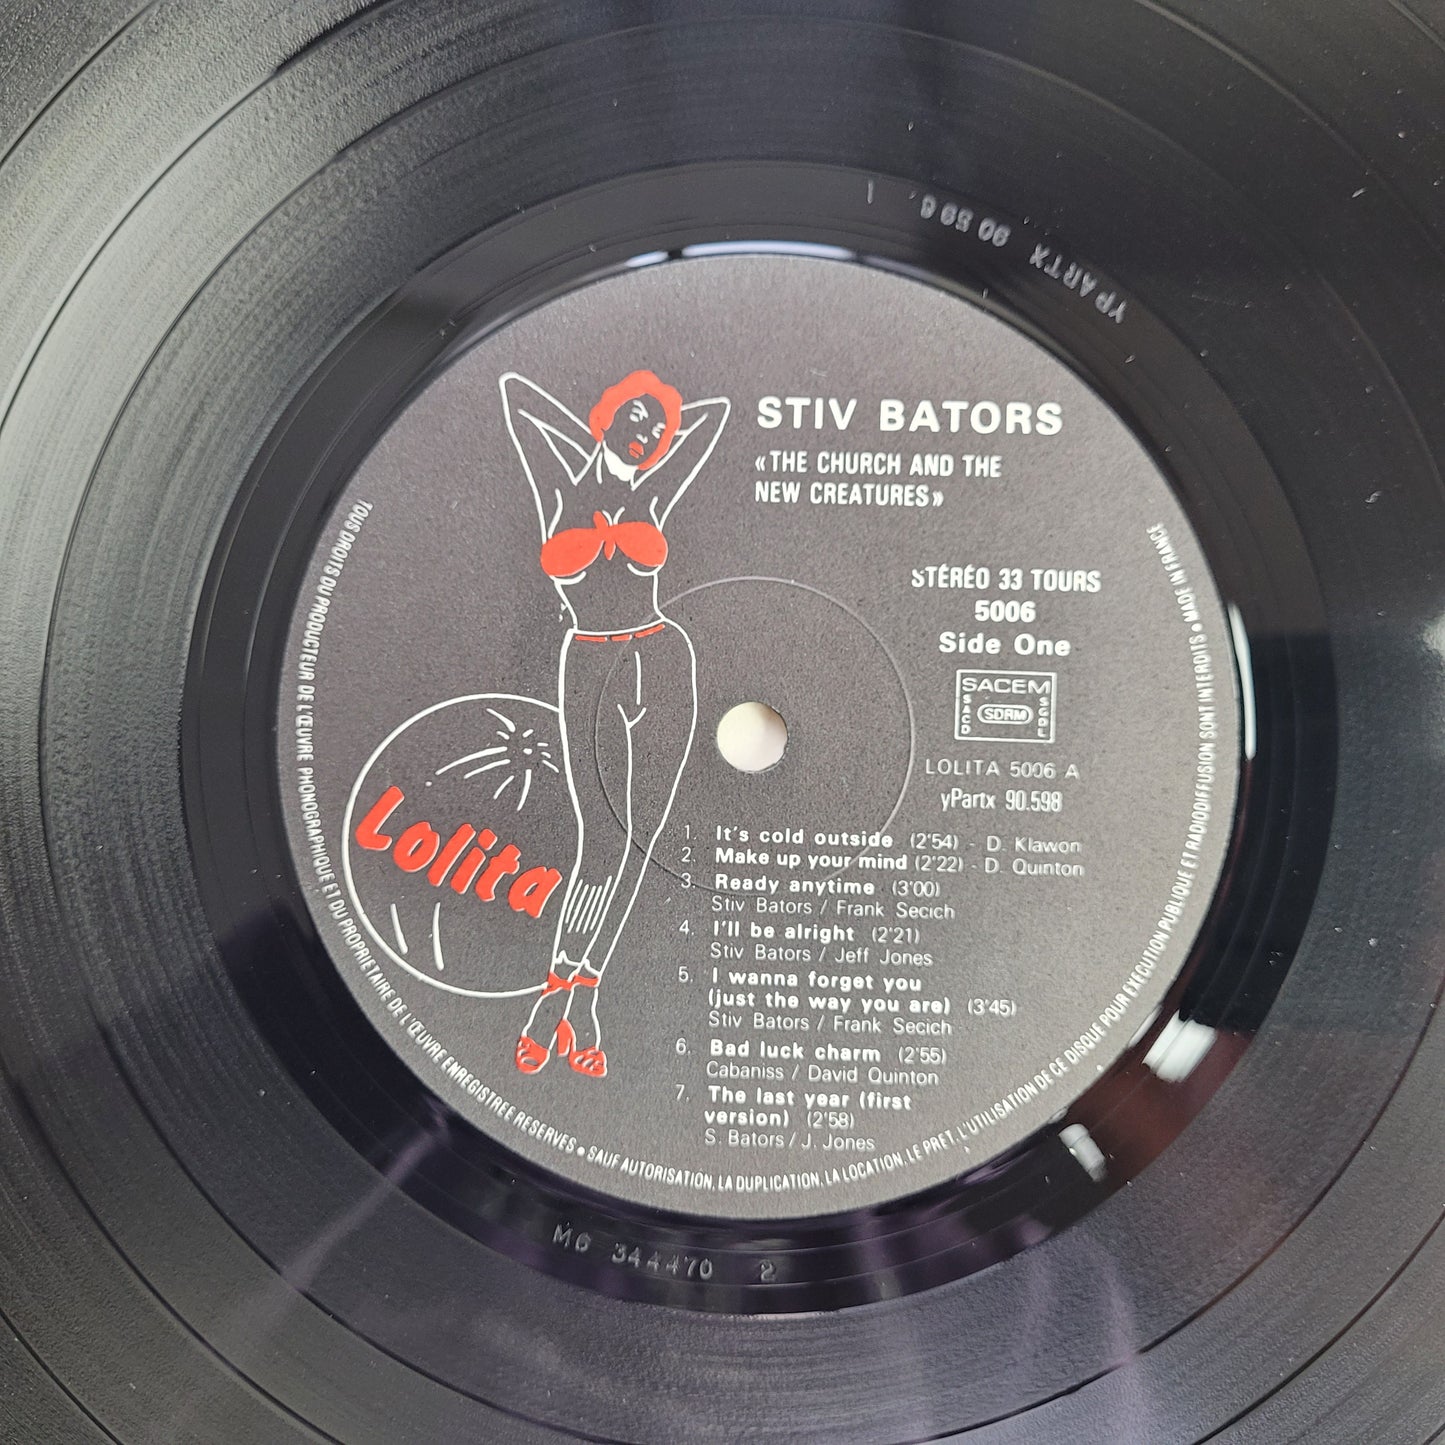 YPARTX 90 596. 1
STIV BATORS
«THE CHURCH AND THE
NEW CREATURES»
STÉRÉO 33 TOURS
5006
Side One
SACEM
SACD
SDRM
SGDL
LOLITA 5006 A
yPartx 90.598
Lolita
1. It's cold outside (2'54) - D. Klawon
2. Make up your mind (2'22) - D. Quinton
3. Ready anytime (3'00)
Stiv Bators / Frank Secich
4. I'll be alright (2'21)
Stiv Bators / Jeff Jones
5. I wanna forget you
(just the way you are) (3'45)
Stiv Bators / Frank Secich
6. Bad luck charm (2'55)
Cabaniss / David Quinton
7. The last year (first
version) (2'58)
S. Bators / J. Jones
TOUS DROITS DU PRODUCTEUR DE L'ŒUVRE PHONOGRAPHIQUE ET DU PROPRIETAIRE DE L'ŒUVRE ENREGISTREE RESERVES • SAUF AUTORISATION, LA DUPLICATION, LA LOCATION, LE PRET, L'UTILISATION DE CE DISQUE POUR EXECUTION PUBLIQUE ET RADIODIFFUSION SONT INTERDITS • MADE IN FRANCE
M6 344470 2